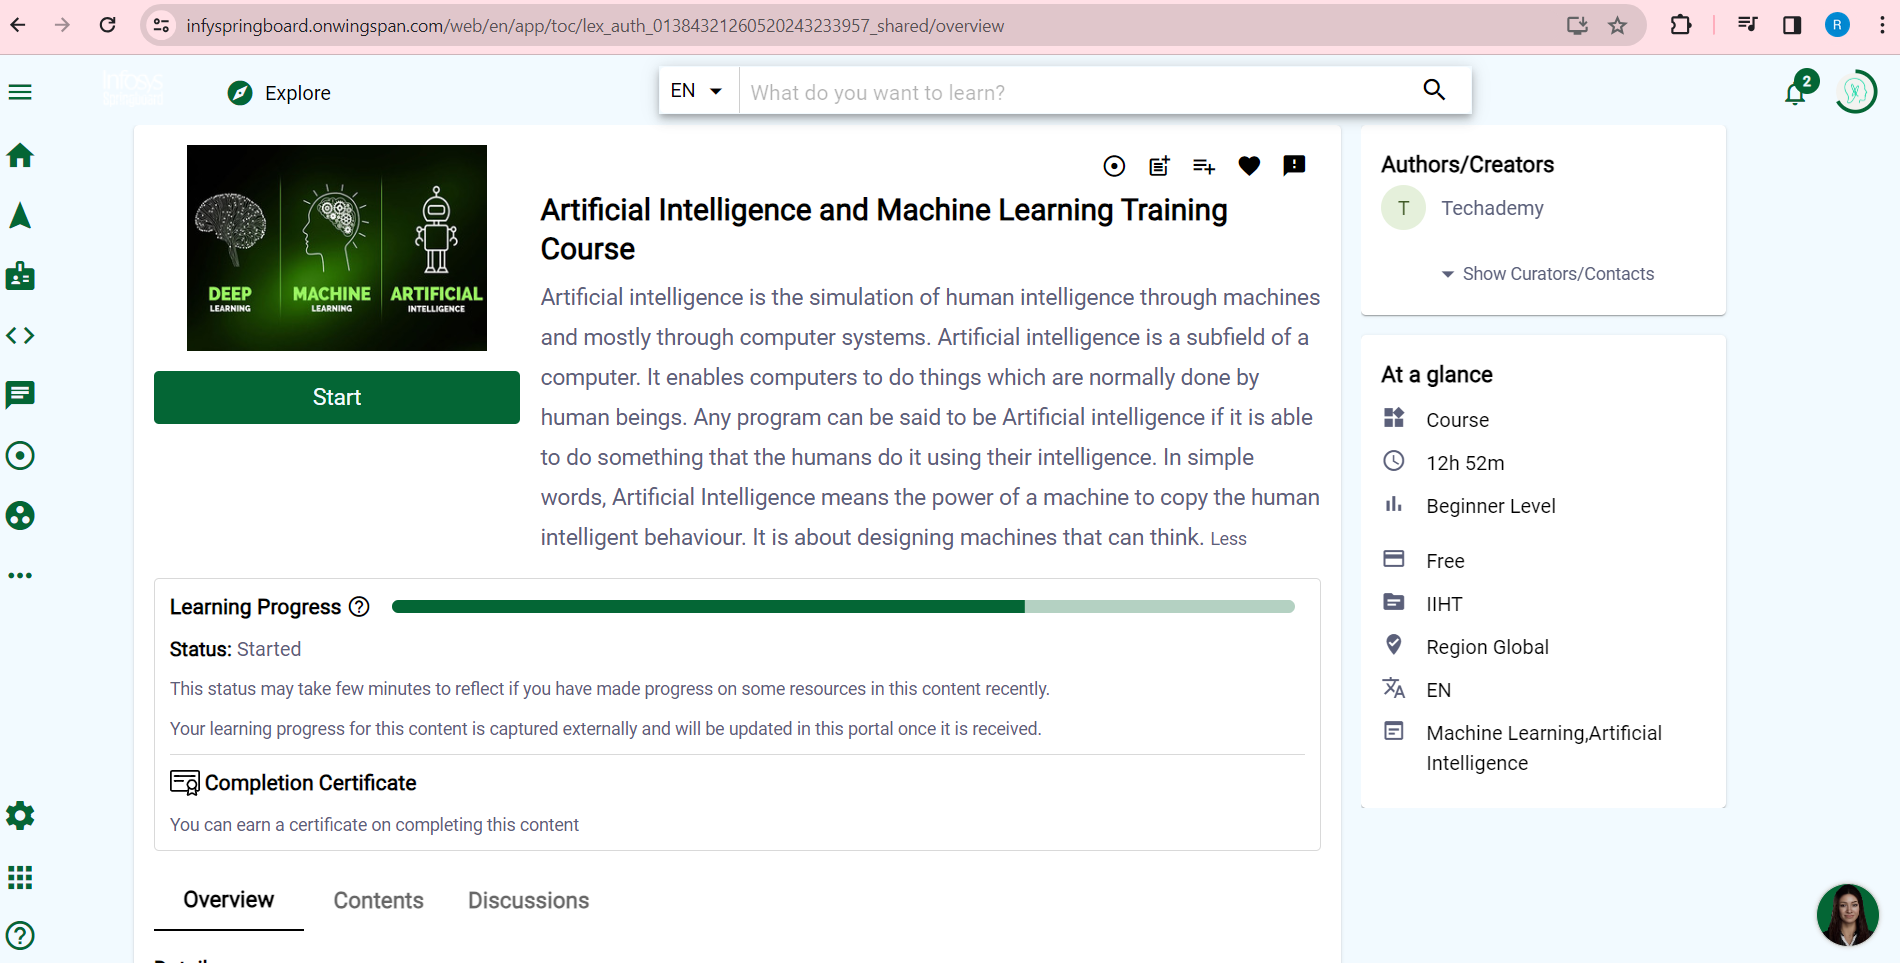 infyspringboard.onwingspan.com/web/en/app/toc/lex_auth_01384321260520243233957_shared/overview
R
Infosys
Springboard
Explore
EN
What do you want to learn?
2
DEEP
LEARNING
MACHINE
LEARNING
ARTIFICIAL
INTELLIGENCE
Start
Artificial Intelligence and Machine Learning Training
Course
Artificial intelligence is the simulation of human intelligence through machines
and mostly through computer systems. Artificial intelligence is a subfield of a
computer. It enables computers to do things which are normally done by
human beings. Any program can be said to be Artificial intelligence if it is able
to do something that the humans do it using their intelligence. In simple
words, Artificial Intelligence means the power of a machine to copy the human
intelligent behaviour. It is about designing machines that can think. Less
Learning Progress
Status: Started
This status may take few minutes to reflect if you have made progress on some resources in this content recently.
Your learning progress for this content is captured externally and will be updated in this portal once it is received.
Completion Certificate
You can earn a certificate on completing this content
Overview
Contents
Discussions
Authors/Creators
T
Techademy
Show Curators/Contacts
At a glance
Course
12h 52m
Beginner Level
Free
IIHT
Region Global
EN
Machine Learning,Artificial
Intelligence